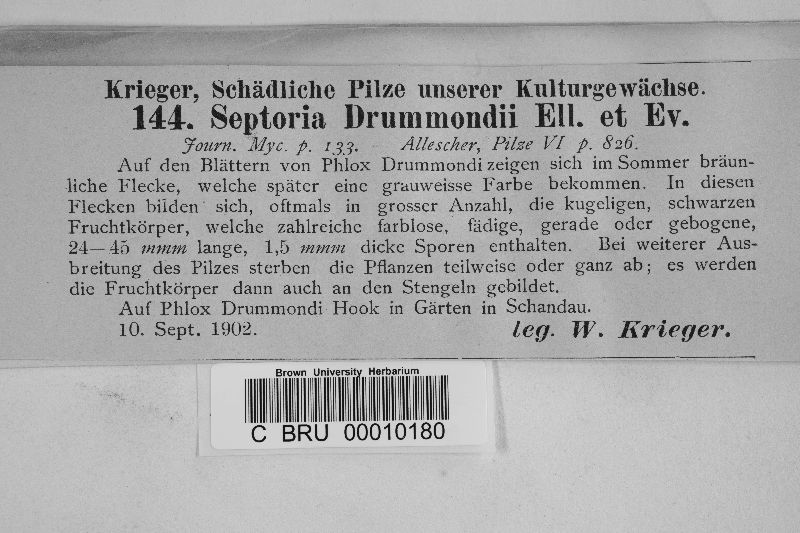 Krieger, Schädliche Pilze unserer Kulturgewächse.
144. Septoria Drummondii Ell. et Ev.
Journ. Myc. p. 133. Allescher, Pilze VI p. 826.
Auf den Blättern von Phlox Drummondi zeigen sich im Sommer bräun-
liche Flecke, welche später eine grauweisse Farbe bekommen. In diesen
Flecken bilden sich, oftmals in grosser Anzahl, die kugeligen, schwarzen
Fruchtkörper, welche zahlreiche farblose, fädige, gerade oder gebogene,
24—45 mmm lange, 1,5 mmm dicke Sporen enthalten. Bei weiterer Aus-
breitung des Pilzes sterben die Pflanzen teilweise oder ganz ab; es werden
die Fruchtkörper dann auch an den Stengeln gebildet.
Auf Phlox Drummondi Hook in Gärten in Schandau.
10. Sept. 1902. leg. W. Krieger.
Brown University Herbarium
C BRU 00010180